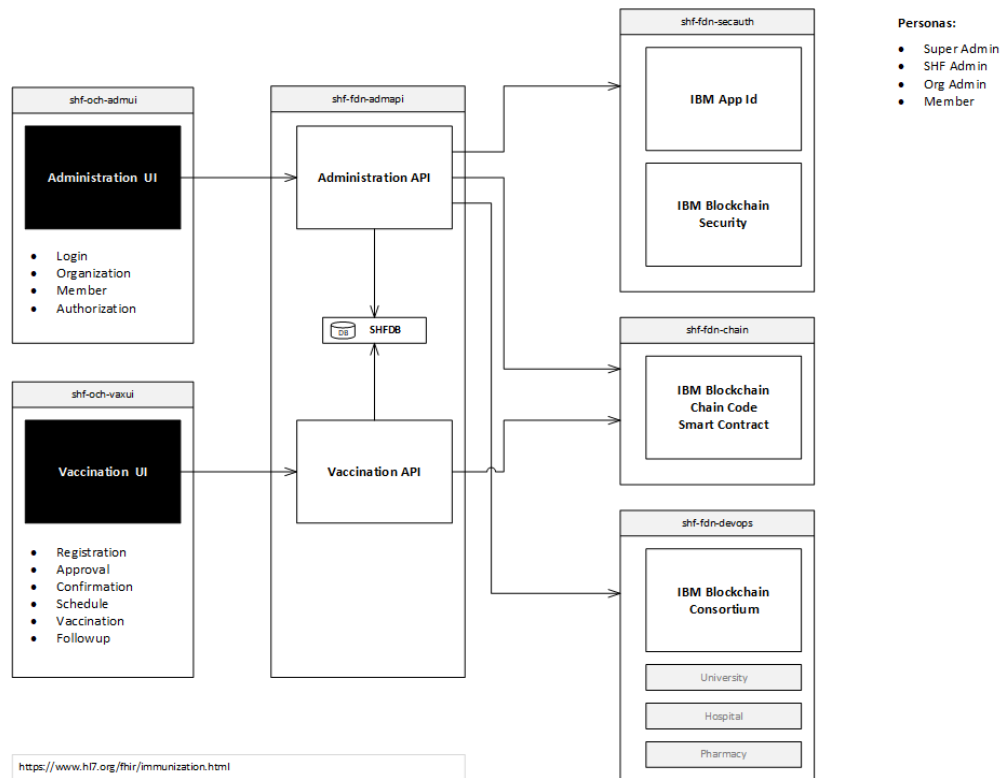 shf-och-admui
Administration UI
Login
Organization
Member
Authorization
shf-och-vaxui
Vaccination UI
Registration
Approval
Confirmation
Schedule
Vaccination
Followup
shf-fdn-admapi
Administration API
DB
SHFDB
Vaccination API
shf-fdn-secauth
IBM App Id
IBM Blockchain
Security
shf-fdn-chain
IBM Blockchain
Chain Code
Smart Contract
shf-fdn-devops
IBM Blockchain
Consortium
University
Hospital
Pharmacy
Personas:
Super Admin
SHF Admin
Org Admin
Member
https://www.hl7.org/fhir/immunization.html